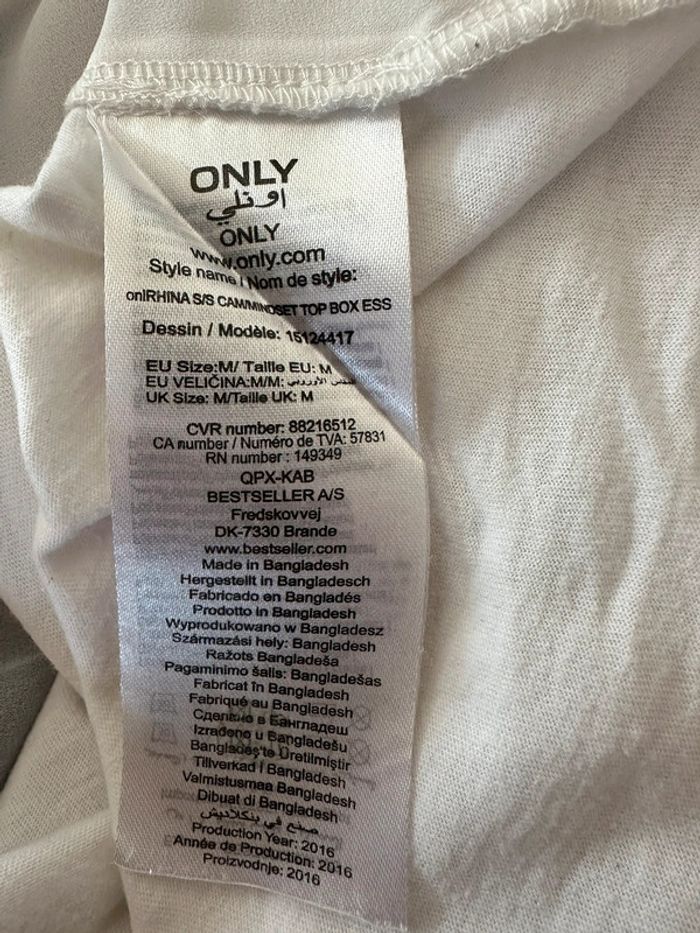 ONLY
اونلي
ONLY
www.only.com
Style name / Nom de style:
onlRHINA S/S CAMMINDSET TOP BOX ESS
Dessin / Modèle: 15124417
EU Size:M/ Taille EU: M
EU VELIČINA:M/M:
UK Size: M/Taille UK: M
CVR number: 88216512
CA number / Numéro de TVA: 57831
RN number : 149349
QPX-KAB
BESTSELLER A/S
Fredskovvej
DK-7330 Brande
www.bestseller.com
Made in Bangladesh
Hergestellt in Bangladesch
Fabricado en Bangladés
Prodotto in Bangladesh
Wyprodukowano w Bangladesz
Származási hely: Bangladesh
Ražots Bangladeša
Pagaminimo šalis: Bangladešas
Fabricat în Bangladesh
Fabriqué au Bangladesh
Сделано в Бангладеш
Izrađeno u Bangladešu
Bangladeş'te Üretilmiştir
Tillverkad i Bangladesh
Valmistusmaa Bangladesh
Dibuat di Bangladesh
صنع في بنكلاديش
Production Year: 2016
Année de Production: 2016
Proizvodnje: 2016